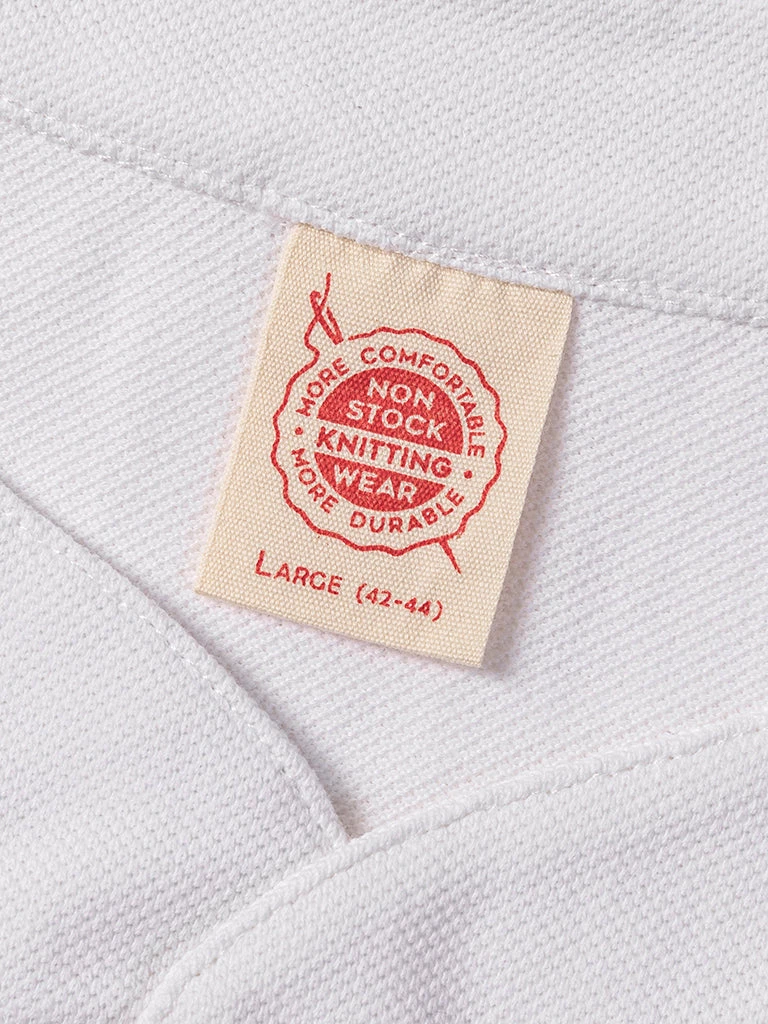 MORE COMFORTABLE
NON
STOCK
KNITTING
WEAR
MORE DURABLE
LARGE (42-44)